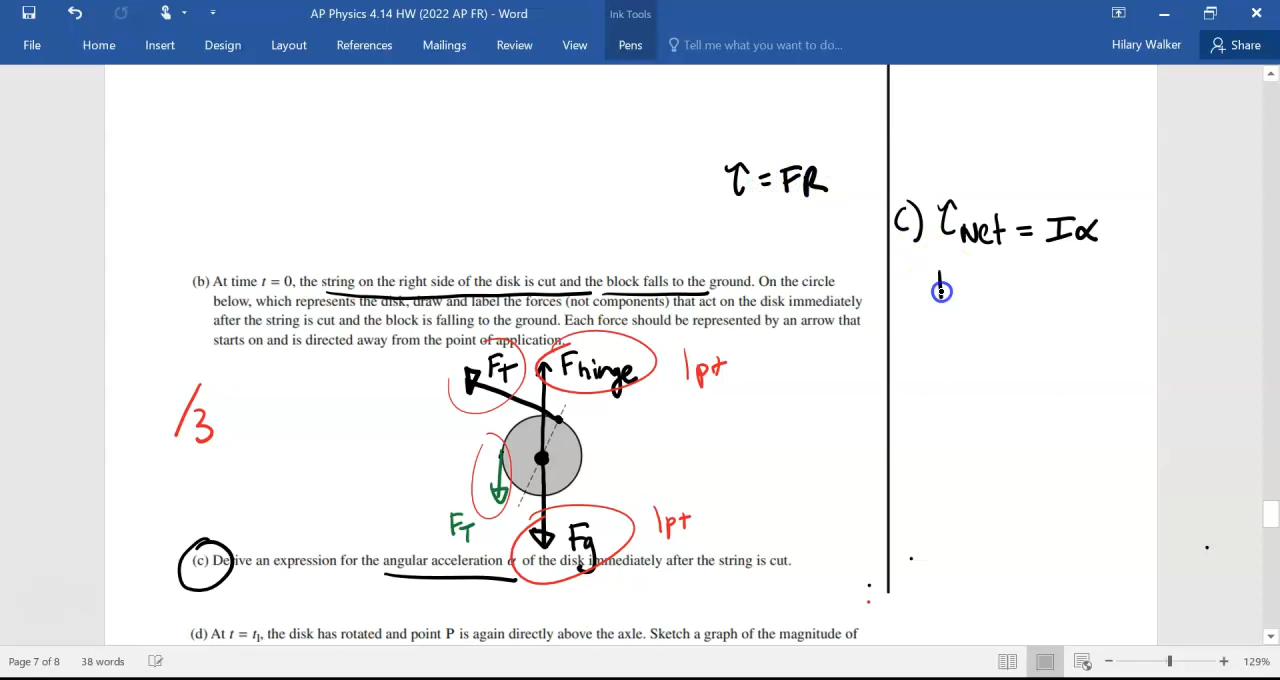 AP Physics 4.14 HW (2022 AP FR) - Word
Ink Tools
File Home Insert Design Layout References Mailings Review View Pens Tell me what you want to do... Hilary Walker Share
τ = FR
C) τNet = Iα
(b) At time t = 0, the string on the right side of the disk is cut and the block falls to the ground. On the circle
below, which represents the disk, draw and label the forces (not components) that act on the disk immediately
after the string is cut and the block is falling to the ground. Each force should be represented by an arrow that
starts on and is directed away from the point of application.
FT Fhinge 1pt
/3
FT Fg 1pt
(c) Derive an expression for the angular acceleration α of the disk immediately after the string is cut.
(d) At t = t1, the disk has rotated and point P is again directly above the axle. Sketch a graph of the magnitude of
Page 7 of 8 38 words 129%